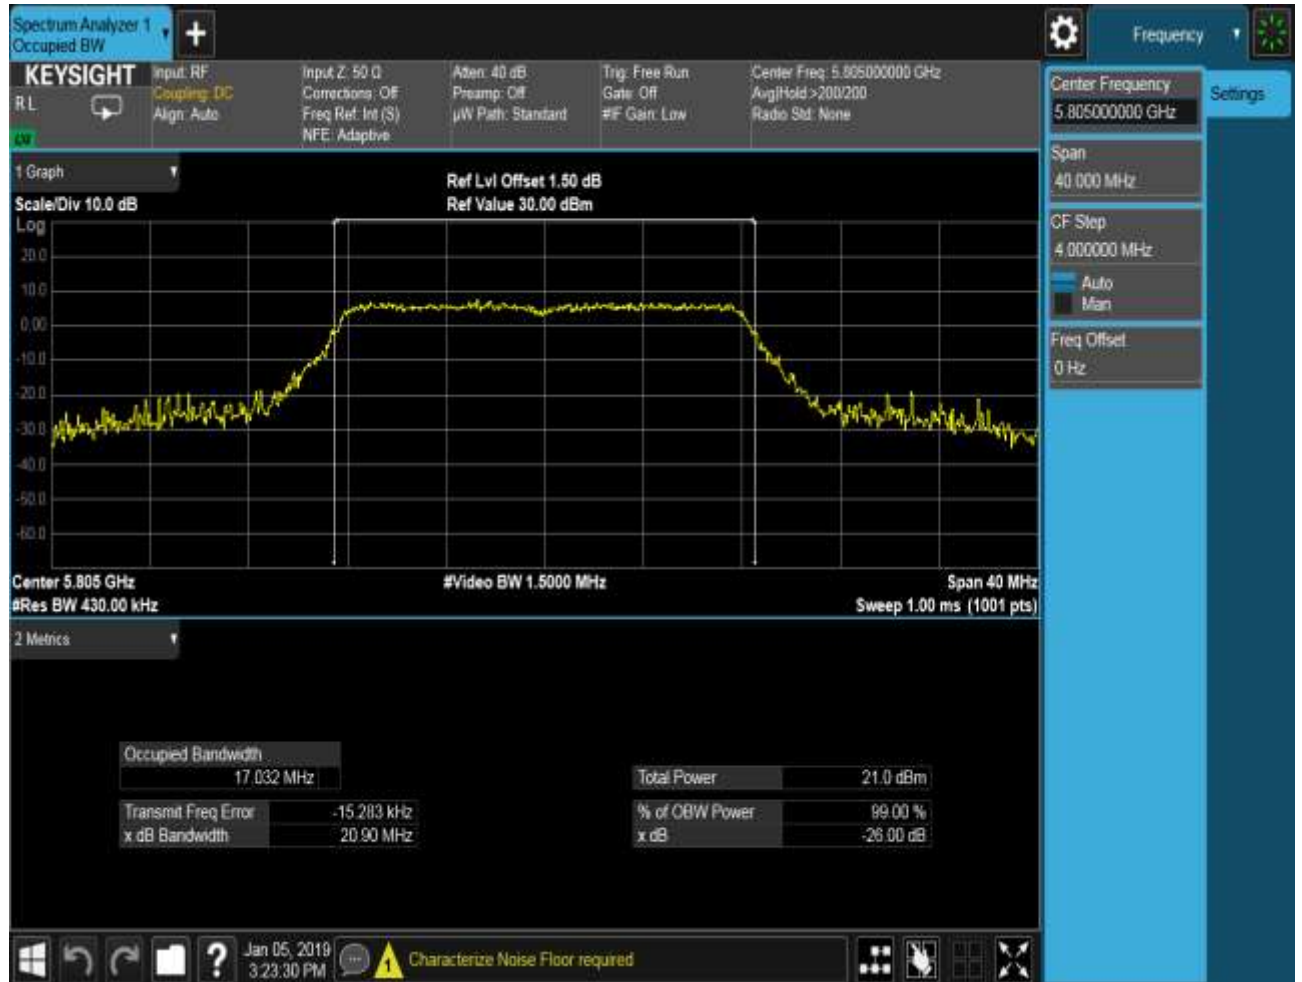 Spectrum Analyzer 1
Occupied BW
+
Frequency
KEYSIGHT
RL
Input: RF
Coupling: DC
Align: Auto
Input Z: 50 Ω
Corrections: Off
Freq Ref: Int (S)
NFE: Adaptive
Atten: 40 dB
Preamp: Off
µW Path: Standard
Trig: Free Run
Gate: Off
#IF Gain: Low
Center Freq: 5.805000000 GHz
Avg|Hold:>200/200
Radio Std: None
Center Frequency
5.805000000 GHz
Settings
Span
40.000 MHz
CF Step
4.000000 MHz
Auto
Man
Freq Offset
0 Hz
1 Graph
Scale/Div 10.0 dB
Ref Lvl Offset 1.50 dB
Ref Value 30.00 dBm
Log
20.0
10.0
0.00
-10.0
-20.0
-30.0
-40.0
-50.0
-60.0
Center 5.805 GHz
#Res BW 430.00 kHz
#Video BW 1.5000 MHz
Span 40 MHz
Sweep 1.00 ms (1001 pts)
2 Metrics
Occupied Bandwidth
17.032 MHz
Transmit Freq Error -15.283 kHz
x dB Bandwidth 20.90 MHz
Total Power 21.0 dBm
% of OBW Power 99.00 %
x dB -26.00 dB
?
Jan 05, 2019
3:23:30 PM
1
Characterize Noise Floor required